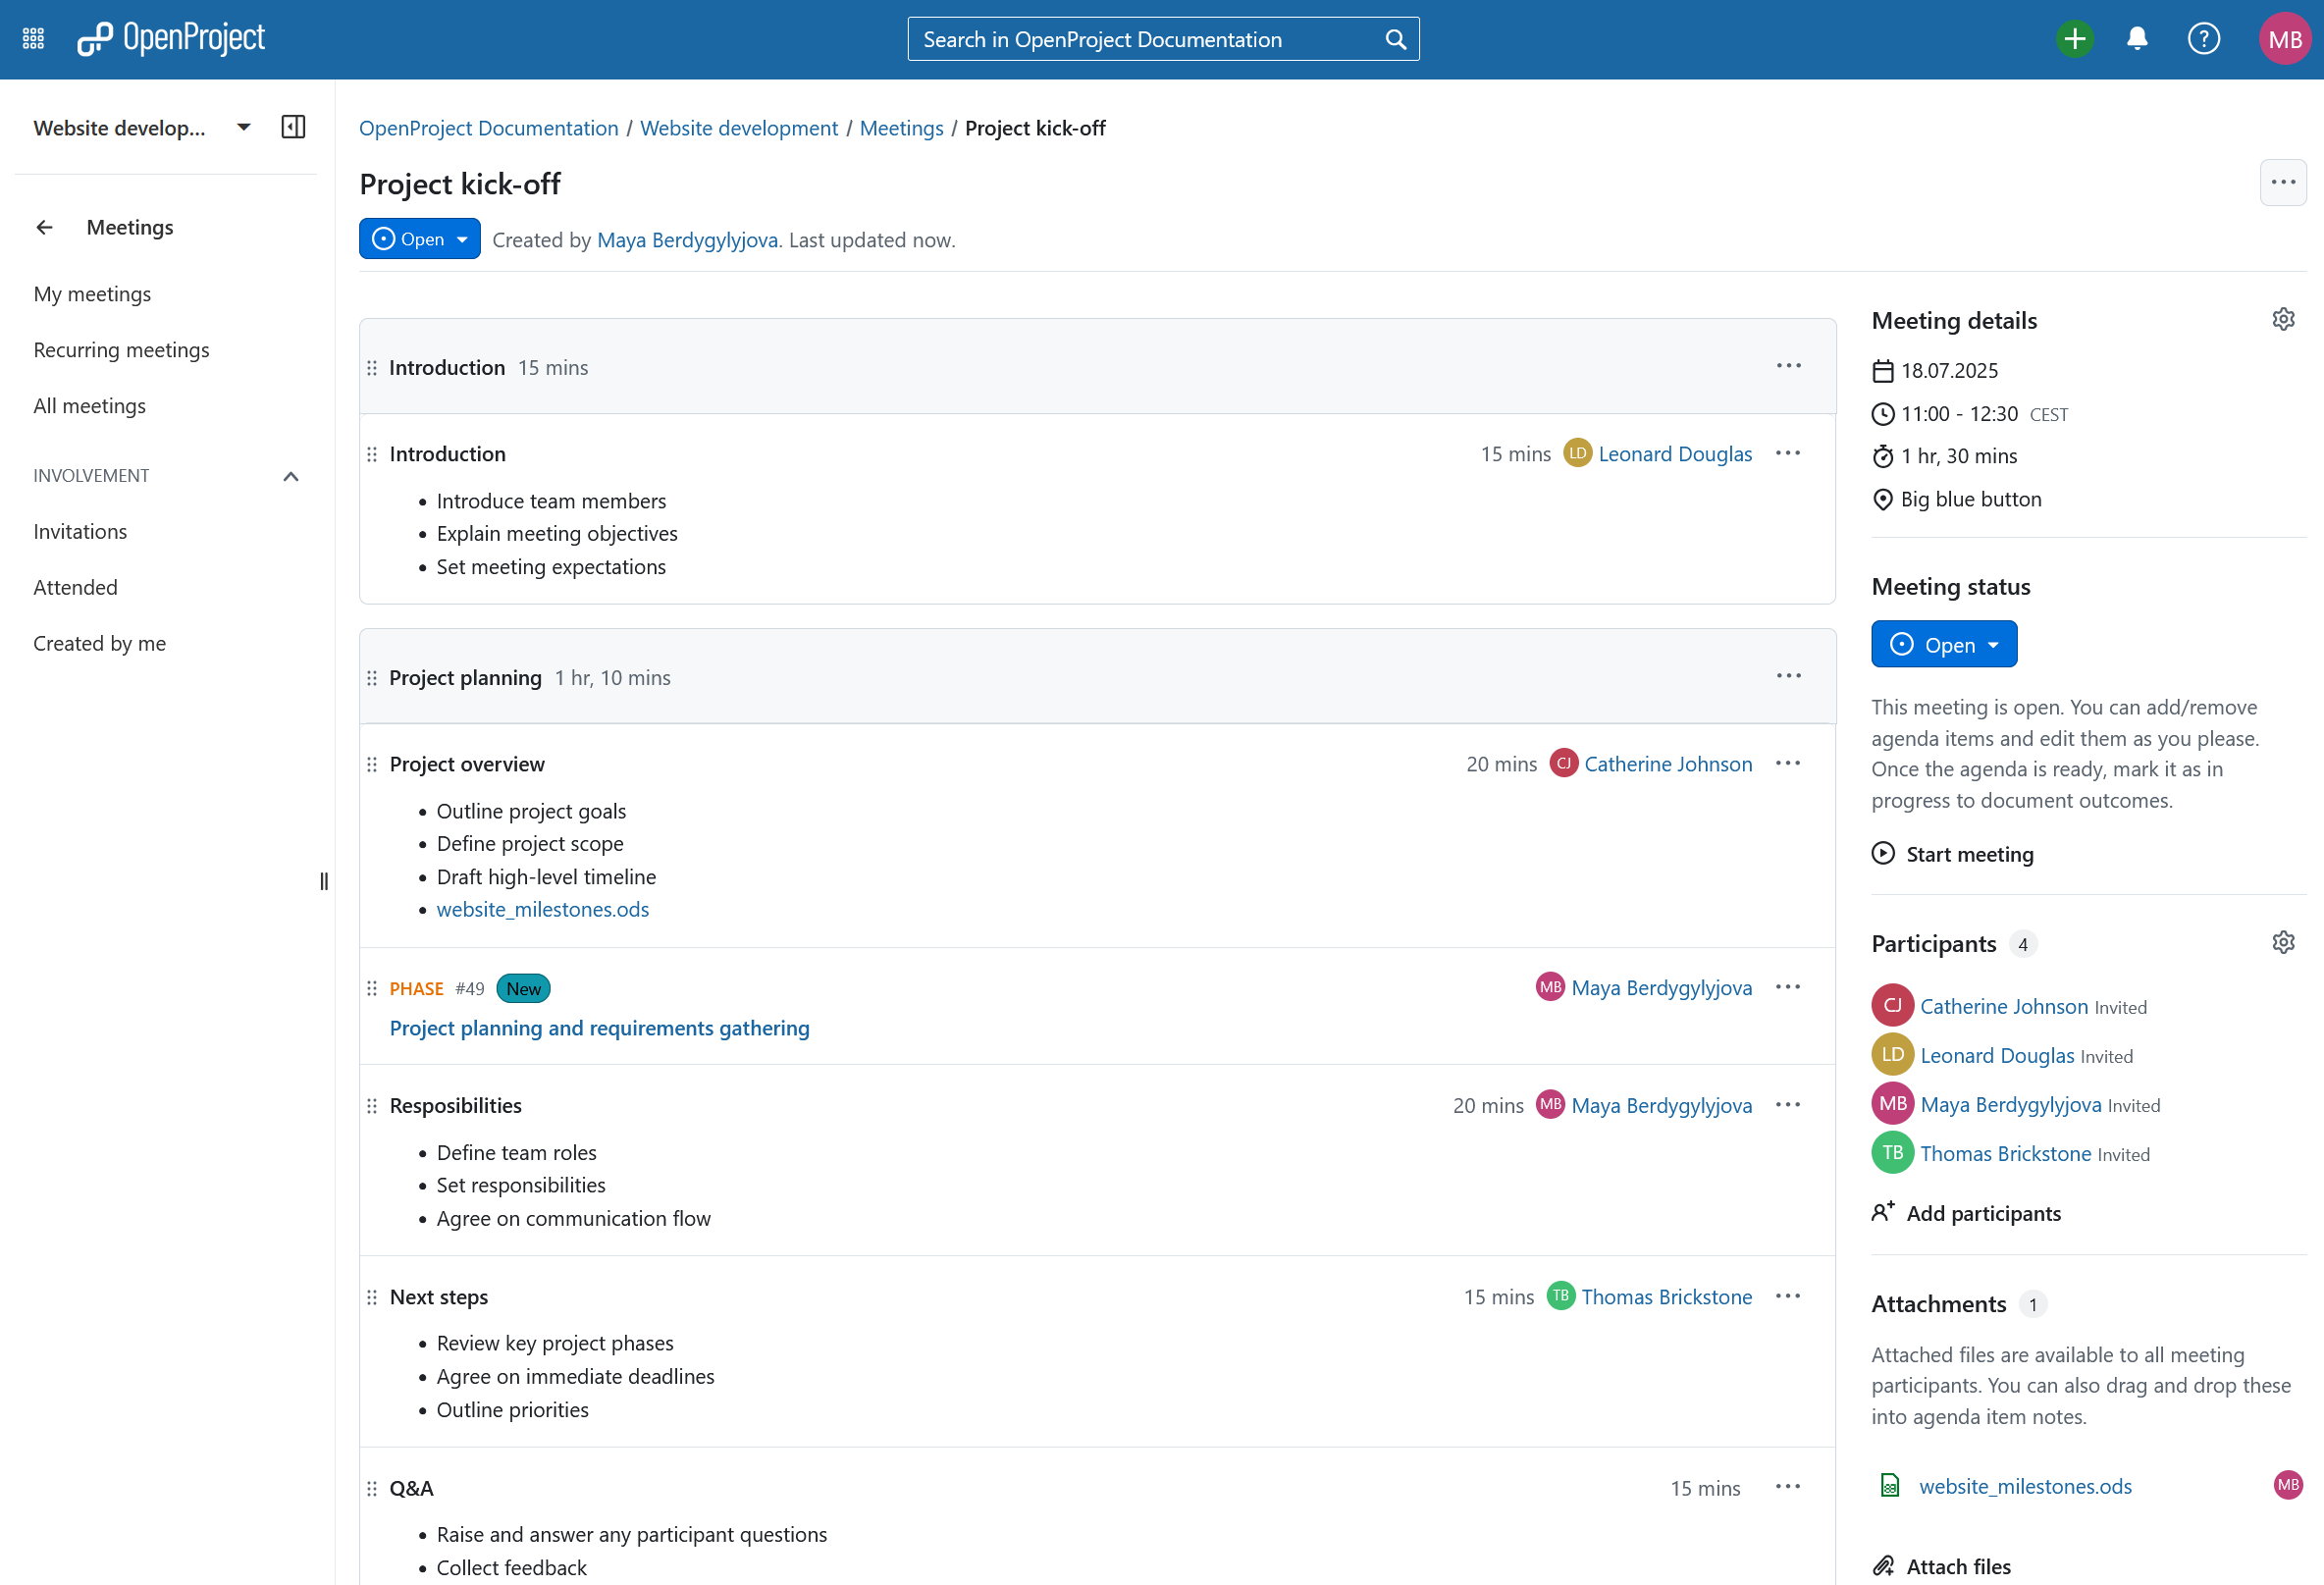 OpenProject
Search in OpenProject Documentation
MB
Website develop...
Meetings
My meetings
Recurring meetings
All meetings
INVOLVEMENT
Invitations
Attended
Created by me
OpenProject Documentation / Website development / Meetings / Project kick-off
Project kick-off
Open Created by Maya Berdygylyjova. Last updated now.
Introduction 15 mins
Introduction 15 mins LD Leonard Douglas
• Introduce team members
• Explain meeting objectives
• Set meeting expectations
Project planning 1 hr, 10 mins
Project overview 20 mins CJ Catherine Johnson
• Outline project goals
• Define project scope
• Draft high-level timeline
• website_milestones.ods
PHASE #49 New MB Maya Berdygylyjova
Project planning and requirements gathering
Resposibilities 20 mins MB Maya Berdygylyjova
• Define team roles
• Set responsibilities
• Agree on communication flow
Next steps 15 mins TB Thomas Brickstone
• Review key project phases
• Agree on immediate deadlines
• Outline priorities
Q&A 15 mins
• Raise and answer any participant questions
• Collect feedback
Meeting details
18.07.2025
11:00 - 12:30 CEST
1 hr, 30 mins
Big blue button
Meeting status
Open
This meeting is open. You can add/remove
agenda items and edit them as you please.
Once the agenda is ready, mark it as in
progress to document outcomes.
Start meeting
Participants 4
CJ Catherine Johnson Invited
LD Leonard Douglas Invited
MB Maya Berdygylyjova Invited
TB Thomas Brickstone Invited
Add participants
Attachments 1
Attached files are available to all meeting
participants. You can also drag and drop these
into agenda item notes.
website_milestones.ods MB
Attach files